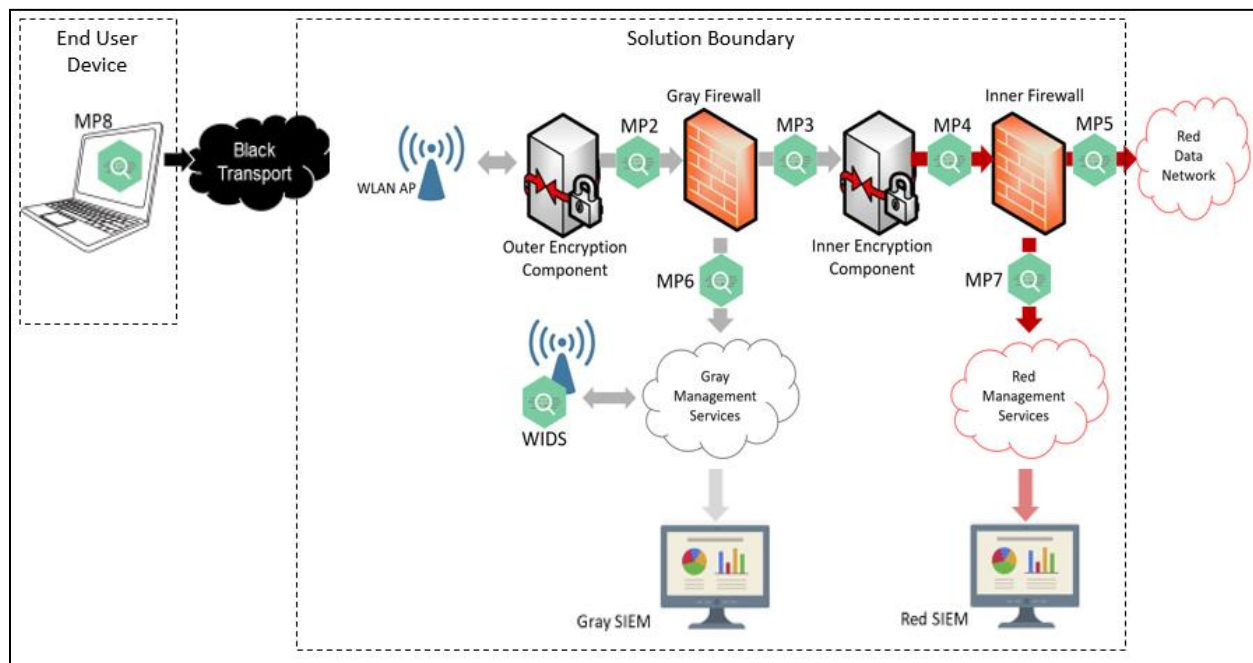 End User
Device
MP8
Black
Transport
Solution Boundary
WLAN AP
Outer Encryption
Component
MP2
Gray Firewall
MP3
Inner Encryption
Component
MP4
Inner Firewall
MP5
Red
Data
Network
MP6
MP7
WIDS
Gray
Management
Services
Red
Management
Services
Gray SIEM
Red SIEM